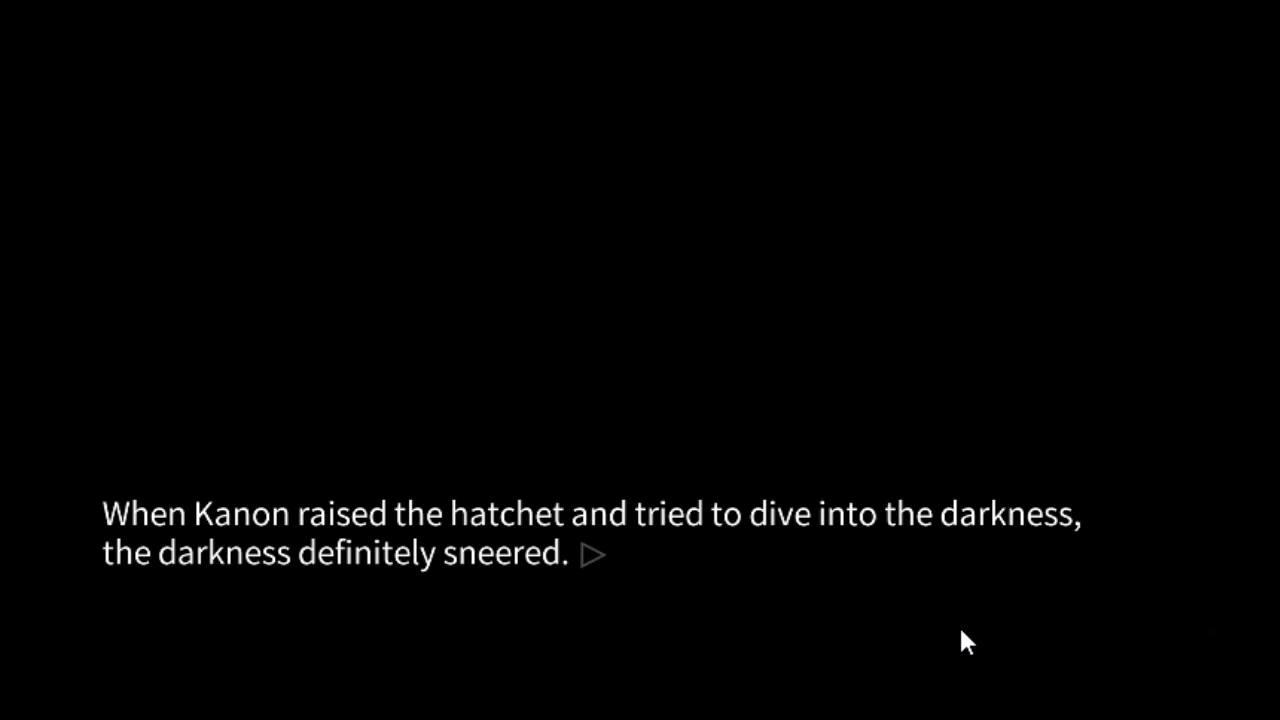 When Kanon raised the hatchet and tried to dive into the darkness,
the darkness definitely sneered.